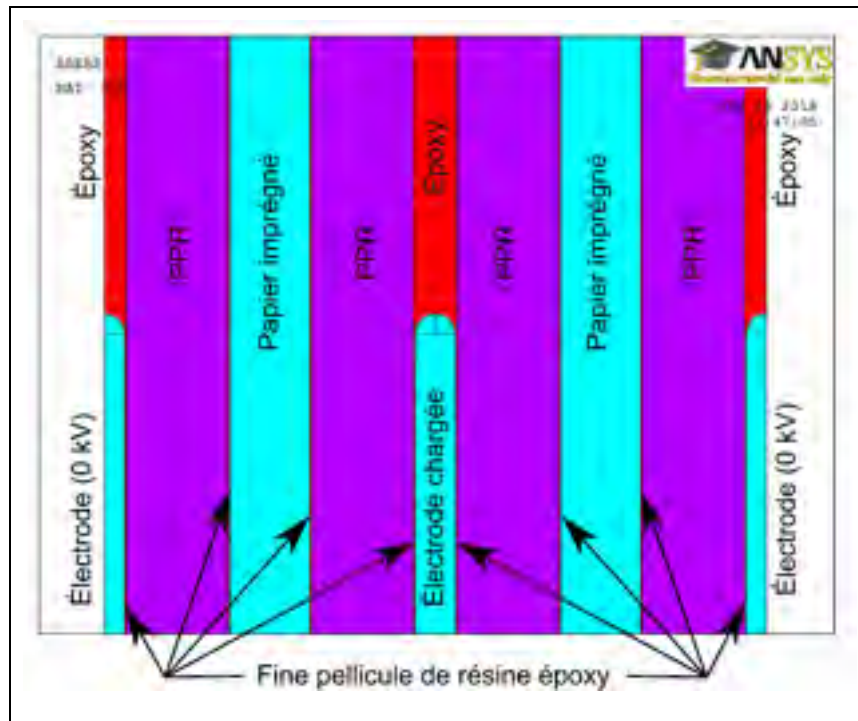 ANSYS
Époxy
PPR
Papier imprégné
PPR
Époxy
PPR
Papier imprégné
PPR
Époxy
Électrode (0 kV)
Électrode chargée
Électrode (0 kV)
Fine pellicule de résine époxy